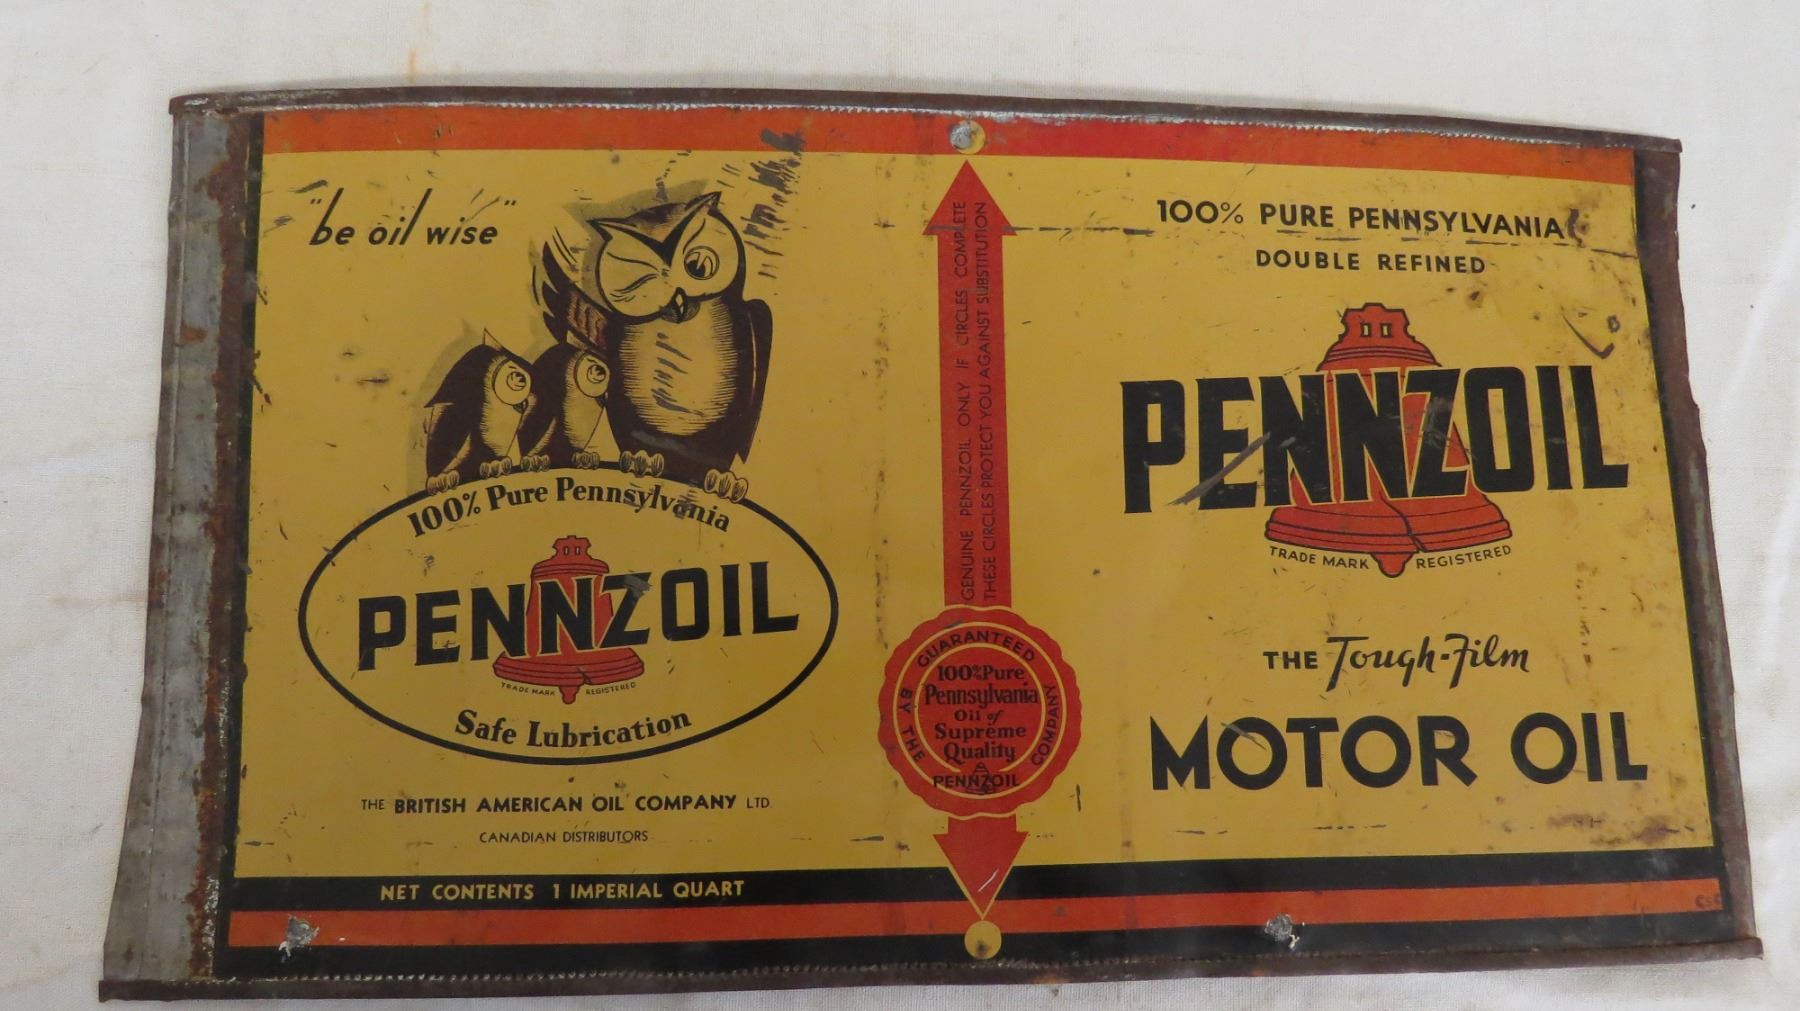 "be oil wise"
100% Pure Pennsylvania
PENNZOIL
TRADE MARK REGISTERED
Safe Lubrication
THE BRITISH AMERICAN OIL COMPANY LTD.
CANADIAN DISTRIBUTORS
NET CONTENTS 1 IMPERIAL QUART
GENUINE PENNZOIL ONLY IF CIRCLES COMPLETE
THESE CIRCLES PROTECT YOU AGAINST SUBSTITUTION
GUARANTEED
BY THE
COMPANY
100% Pure
Pennsylvania
Oil of
Supreme
Quality
PENNZOIL
100% PURE PENNSYLVANIA
DOUBLE REFINED
PENNZOIL
TRADE MARK REGISTERED
THE Tough-Film
MOTOR OIL